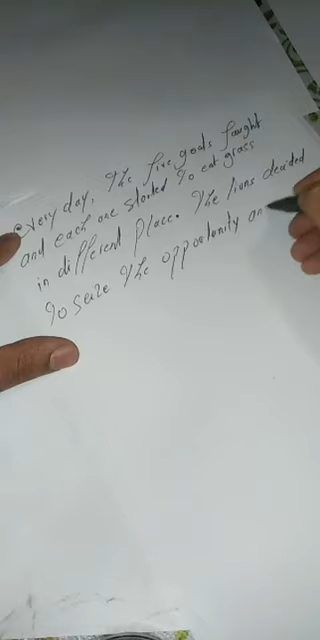 every day, the five goats fought
and each one started to eat grass
in different place. The lions decided
to seize the opportunity an